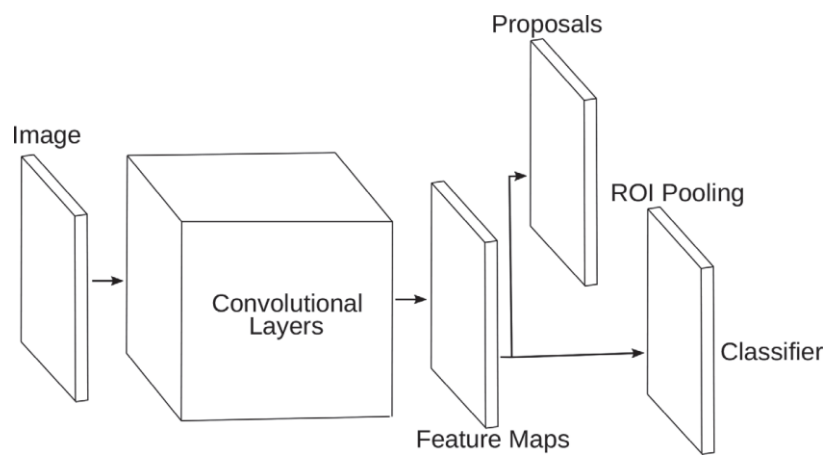 Proposals
Image
ROI Pooling
Convolutional
Layers
Classifier
Feature Maps